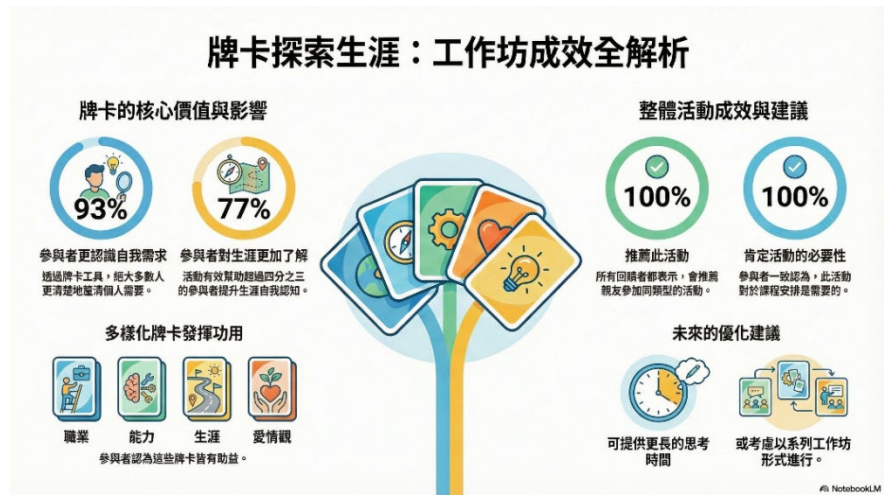 牌卡探索生涯：工作坊成效全解析
牌卡的核心價值與影響
93%
參與者更認識自我需求
透過牌卡工具，絕大多數人
更清楚地釐清個人需要。
77%
參與者對生涯更加了解
活動有效幫助超過四分之三
的參與者提升生涯自我認知。
多樣化牌卡發揮功用
職業
能力
生涯
愛情觀
參與者認為這些牌卡皆有助益。
整體活動成效與建議
100%
推薦此活動
所有回饋者都表示，會推薦
親友參加同類型的活動。
100%
肯定活動的必要性
參與者一致認為，此活動
對於課程安排是需要的。
未來的優化建議
可提供更長的思考
時間
或考慮以系列工作坊
形式進行。
NotebookLM